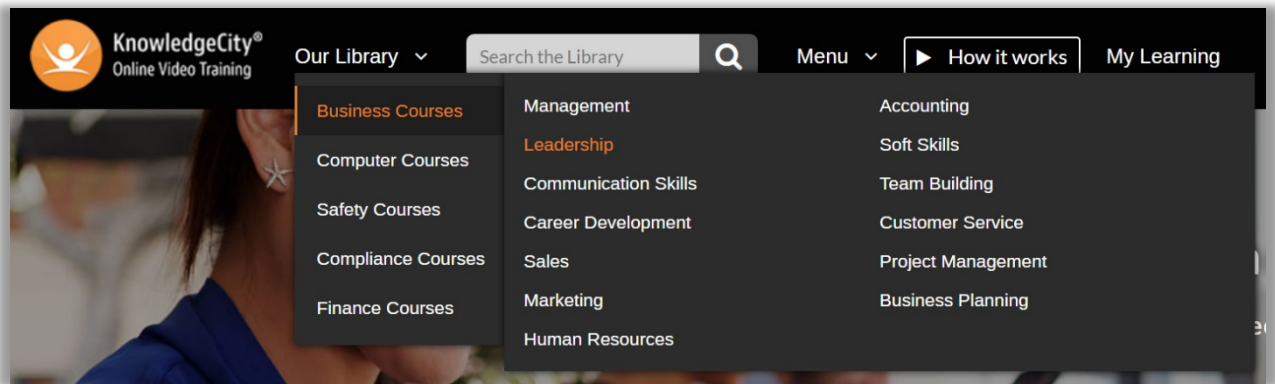 KnowledgeCity®
Online Video Training
Our Library
Search the Library
Menu
How it works
My Learning
Business Courses
Computer Courses
Safety Courses
Compliance Courses
Finance Courses
Management
Leadership
Communication Skills
Career Development
Sales
Marketing
Human Resources
Accounting
Soft Skills
Team Building
Customer Service
Project Management
Business Planning